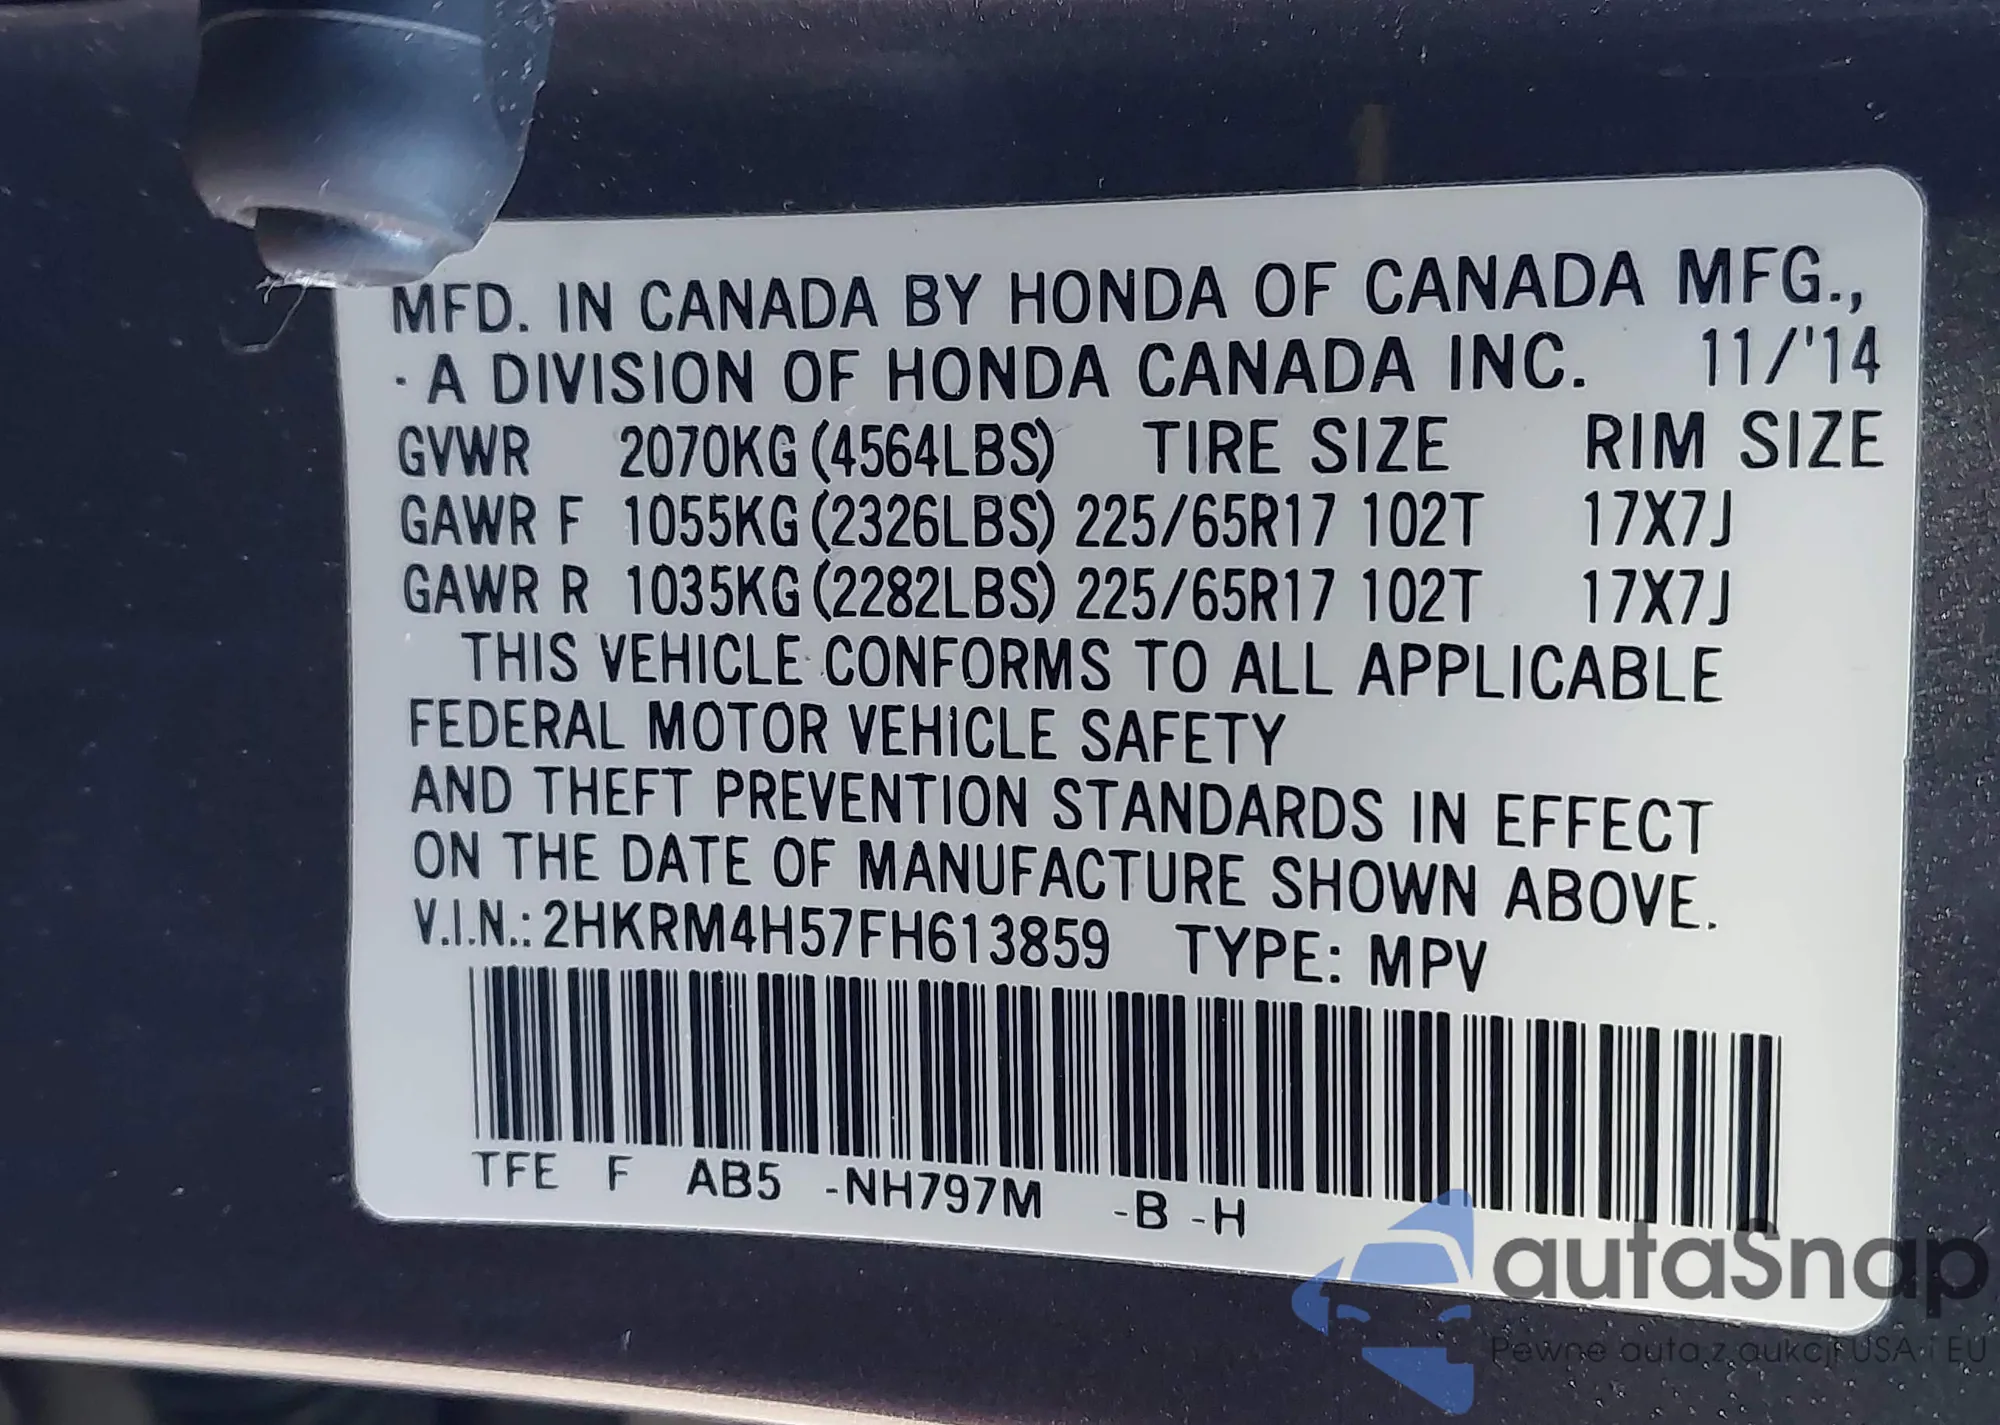 MFD. IN CANADA BY HONDA OF CANADA MFG.,
· A DIVISION OF HONDA CANADA INC. 11/'14
GVWR 2070KG (4564LBS) TIRE SIZE RIM SIZE
GAWR F 1055KG (2326LBS) 225/65R17 102T 17X7J
GAWR R 1035KG (2282LBS) 225/65R17 102T 17X7J
THIS VEHICLE CONFORMS TO ALL APPLICABLE
FEDERAL MOTOR VEHICLE SAFETY
AND THEFT PREVENTION STANDARDS IN EFFECT
ON THE DATE OF MANUFACTURE SHOWN ABOVE.
V.I.N.: 2HKRM4H57FH613859 TYPE: MPV
TFE F AB5 -NH797M -B -H
autaSnap
Pewne auta z aukcji USA i EU